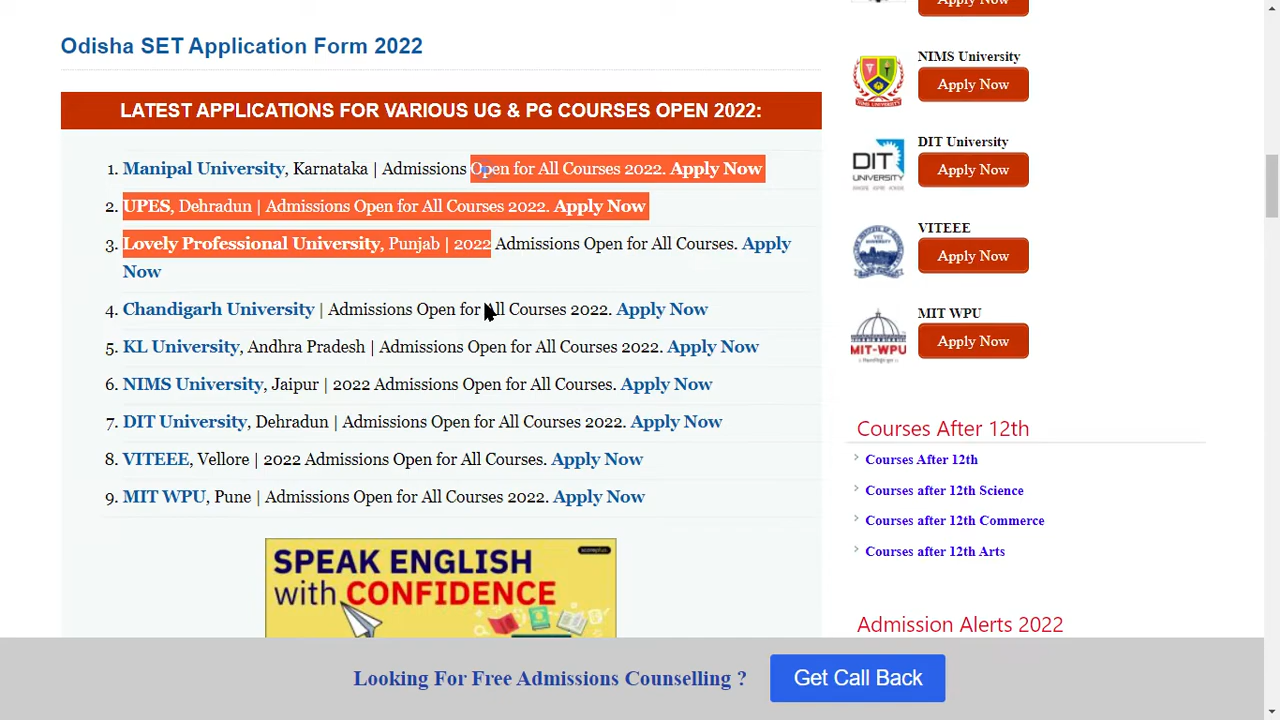 Odisha SET Application Form 2022
LATEST APPLICATIONS FOR VARIOUS UG & PG COURSES OPEN 2022:
1. Manipal University, Karnataka | Admissions Open for All Courses 2022. Apply Now
2. UPES, Dehradun | Admissions Open for All Courses 2022. Apply Now
3. Lovely Professional University, Punjab | 2022 Admissions Open for All Courses. Apply
Now
4. Chandigarh University | Admissions Open for All Courses 2022. Apply Now
5. KL University, Andhra Pradesh | Admissions Open for All Courses 2022. Apply Now
6. NIMS University, Jaipur | 2022 Admissions Open for All Courses. Apply Now
7. DIT University, Dehradun | Admissions Open for All Courses 2022. Apply Now
8. VITEEE, Vellore | 2022 Admissions Open for All Courses. Apply Now
9. MIT WPU, Pune | Admissions Open for All Courses 2022. Apply Now
SPEAK ENGLISH
with CONFIDENCE
Apply Now
NIMS University
Apply Now
DIT University
DIT
UNIVERSITY
Apply Now
VITEEE
Apply Now
MIT WPU
MIT-WPU
Apply Now
Courses After 12th
Courses After 12th
Courses after 12th Science
Courses after 12th Commerce
Courses after 12th Arts
Admission Alerts 2022
Looking For Free Admissions Counselling ?
Get Call Back